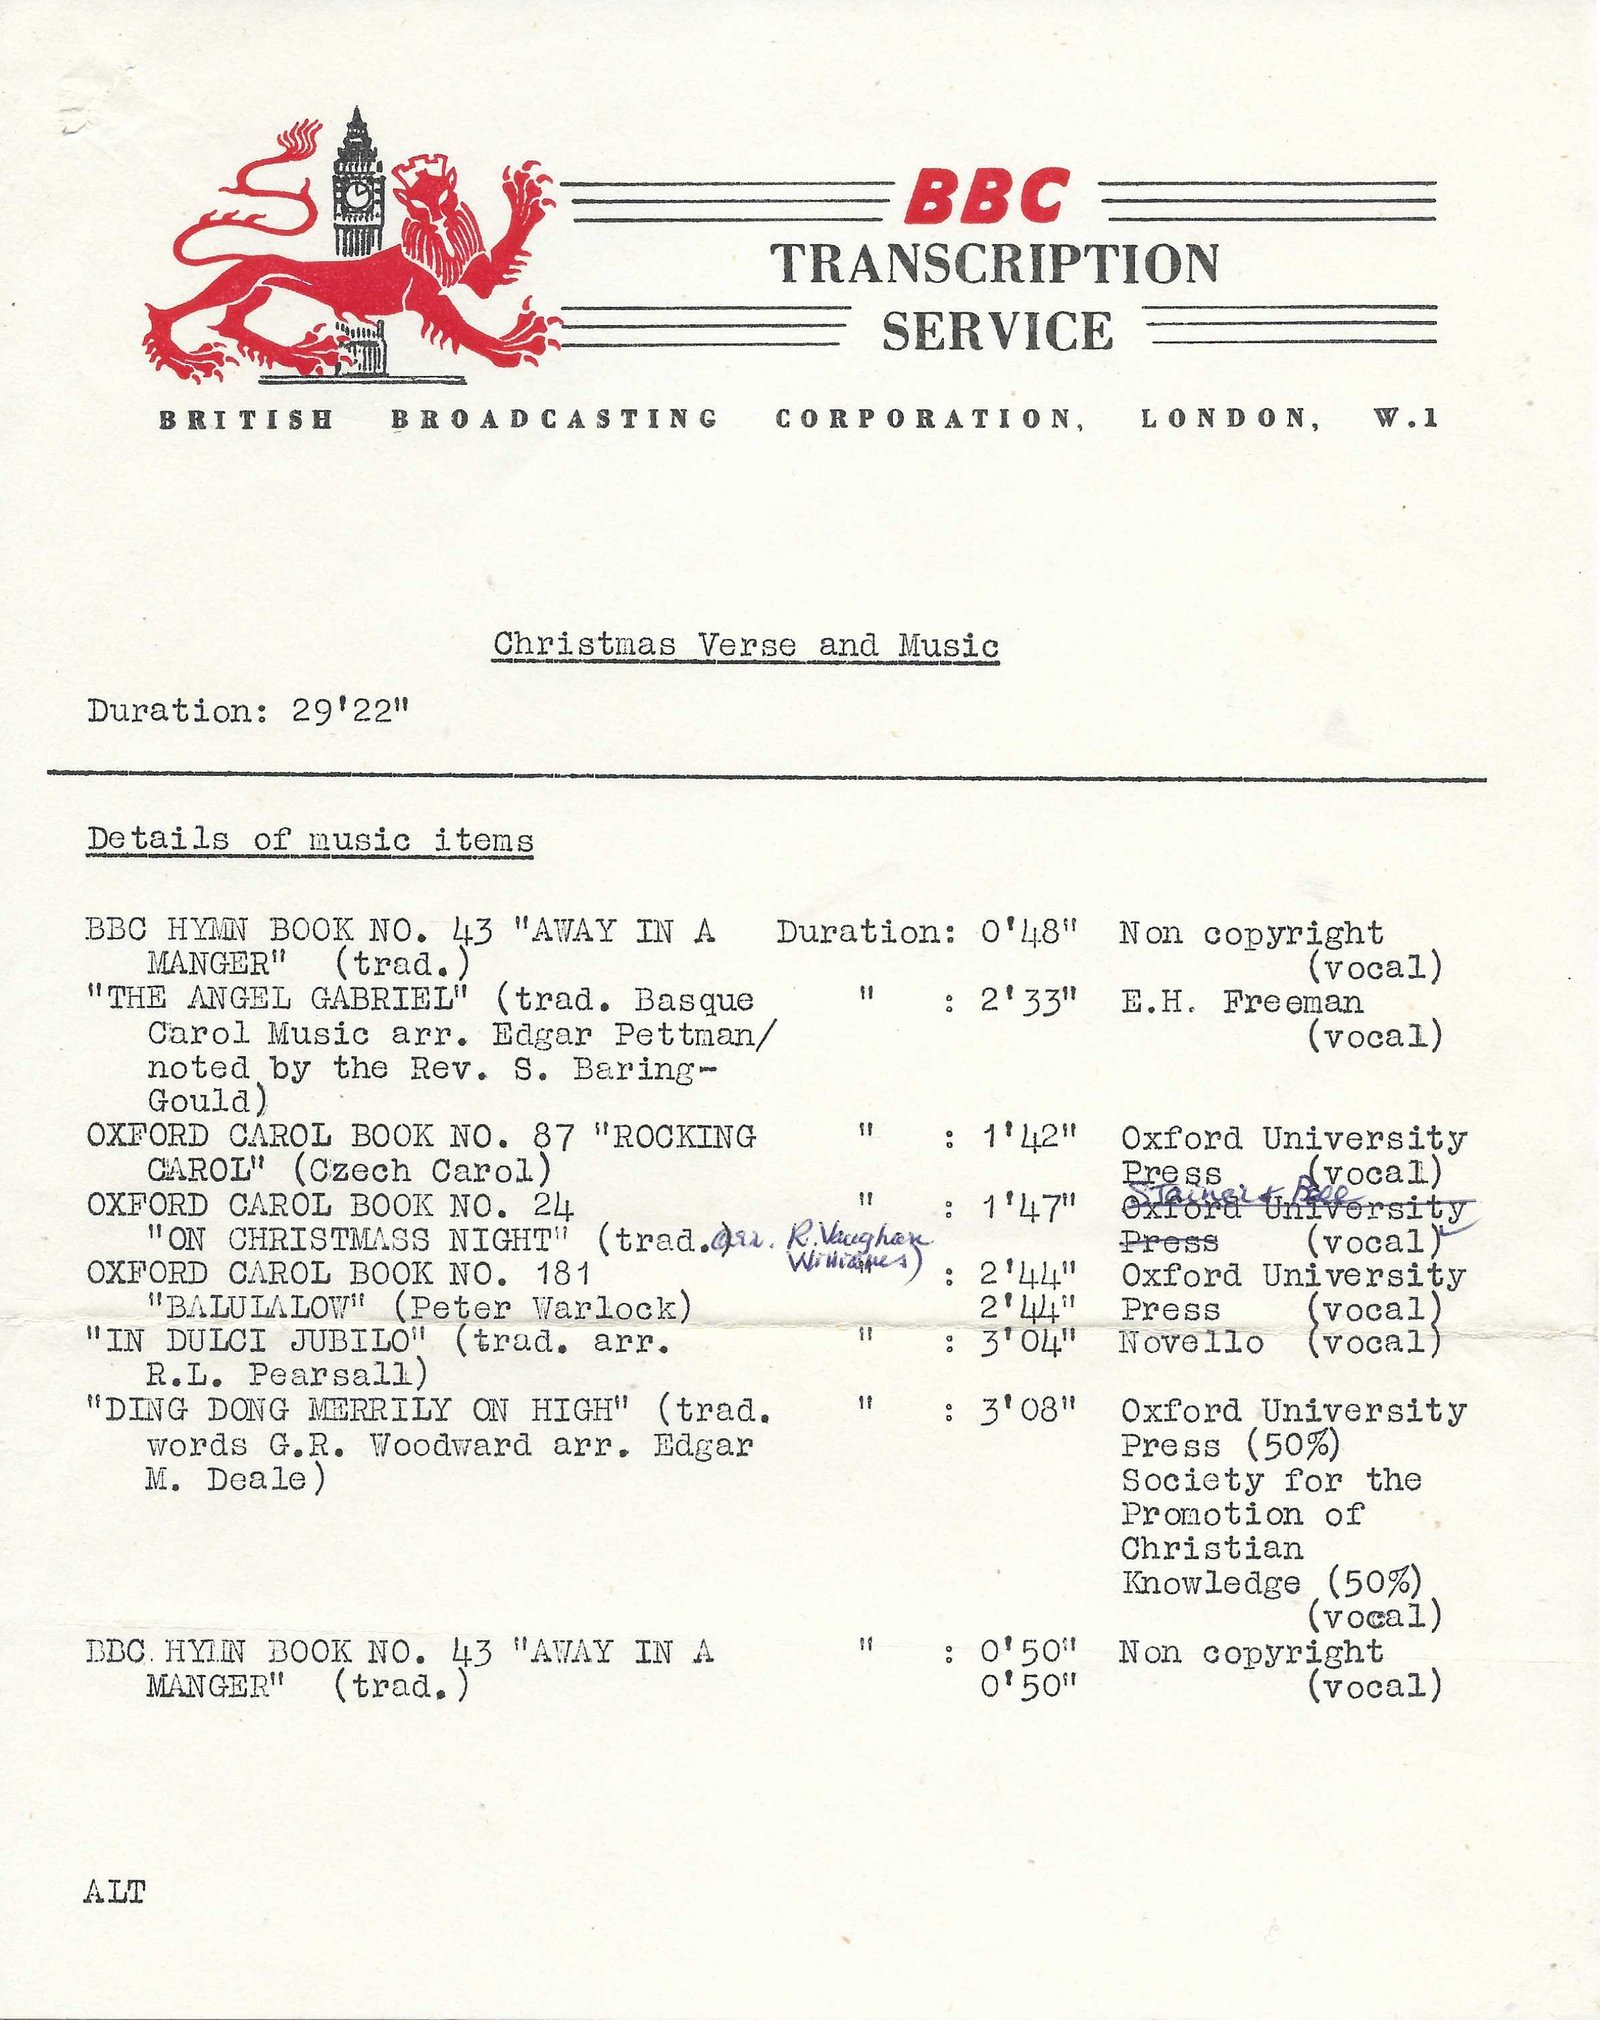 BBC
TRANSCRIPTION
SERVICE
BRITISH BROADCASTING CORPORATION, LONDON, W.1
Christmas Verse and Music
Duration: 29'22"
Details of music items
BBC HYMN BOOK NO. 43 "AWAY IN A Duration: 0'48" Non copyright
MANGER" (trad.) (vocal)
"THE ANGEL GABRIEL" (trad. Basque " : 2'33" E.H. Freeman
Carol Music arr. Edgar Pettman/ (vocal)
noted by the Rev. S. Baring-
Gould)
OXFORD CAROL BOOK NO. 87 "ROCKING " : 1'42" Oxford University
CAROL" (Czech Carol) Press (vocal)
Stainer & Bell
OXFORD CAROL BOOK NO. 24 " : 1'47" Oxford University
"ON CHRISTMASS NIGHT" (trad.) arr. R. Vaughan Press (vocal)
Williams)
OXFORD CAROL BOOK NO. 181 " : 2'44" Oxford University
"BALULALOW" (Peter Warlock) 2'44" Press (vocal)
"IN DULCI JUBILO" (trad. arr. " : 3'04" Novello (vocal)
R.L. Pearsall)
"DING DONG MERRILY ON HIGH" (trad. " : 3'08" Oxford University
words G.R. Woodward arr. Edgar Press (50%)
M. Deale) Society for the
Promotion of
Christian
Knowledge (50%)
(vocal)
BBC HYMN BOOK NO. 43 "AWAY IN A " : 0'50" Non copyright
MANGER" (trad.) 0'50" (vocal)
ALT